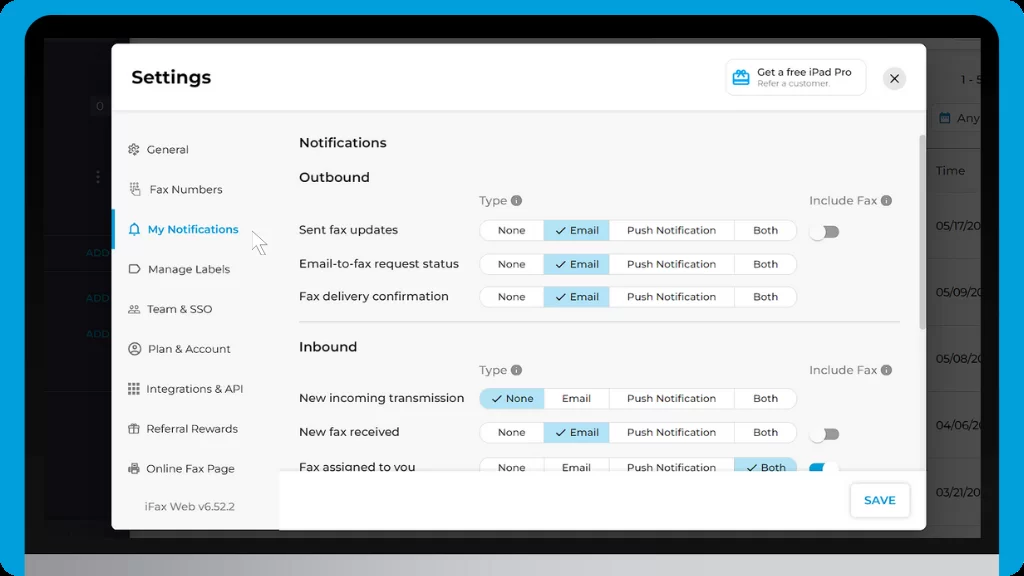 Settings
Get a free iPad Pro
Refer a customer.
General
Fax Numbers
My Notifications
Manage Labels
Team & SSO
Plan & Account
Integrations & API
Referral Rewards
Online Fax Page
iFax Web v6.52.2
Notifications
Outbound
Type Include Fax
Sent fax updates None Email Push Notification Both
Email-to-fax request status None Email Push Notification Both
Fax delivery confirmation None Email Push Notification Both
Inbound
Type Include Fax
New incoming transmission None Email Push Notification Both
New fax received None Email Push Notification Both
Fax assigned to you None Email Push Notification Both
SAVE
0
ADD
ADD
ADD
1 - 5
Any
Time
05/17/20
05/09/20
05/08/20
04/06/20
03/21/20